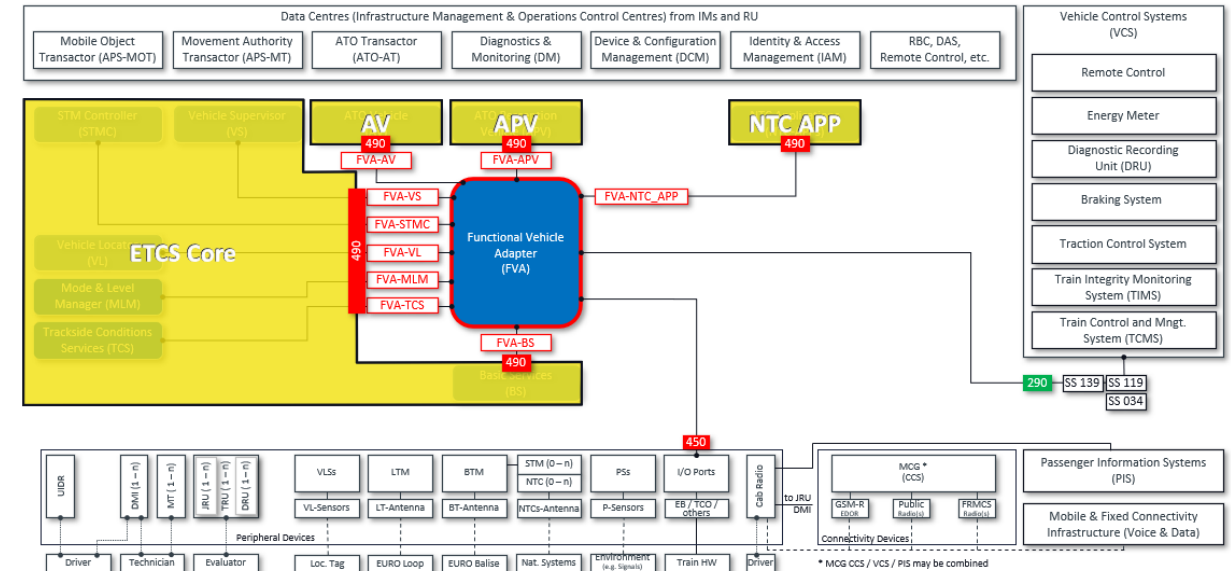 Data Centres (Infrastructure Management & Operations Control Centres) from IMs and RU
Mobile Object
Transactor (APS-MOT)
Movement Authority
Transactor (APS-MT)
ATO Transactor
(ATO-AT)
Diagnostics &
Monitoring (DM)
Device & Configuration
Management (DCM)
Identity & Access
Management (IAM)
RBC, DAS,
Remote Control, etc.
Vehicle Control Systems
(VCS)
Remote Control
Energy Meter
Diagnostic Recording
Unit (DRU)
Braking System
Traction Control System
Train Integrity Monitoring
System (TIMS)
Train Control and Mngt.
System (TCMS)
STM Controller
(STMC)
Vehicle Supervisor
(VS)
AV
APV
NTC APP
490
490
490
FVA-AV
FVA-APV
FVA-VS
FVA-NTC_APP
FVA-STMC
490
FVA-VL
FVA-MLM
FVA-TCS
Functional Vehicle
Adapter
(FVA)
ETCS Core
(VL)
Mode & Level
Manager (MLM)
Trackside Conditions
Services (TCS)
FVA-BS
490
Basic Services
(BS)
290
SS 139
SS 119
SS 034
450
UIDR
DMI (1 – n)
MT ( 1 – n)
JRU ( 1 – n)
TRU ( 1 – n)
DRU ( 1 – n)
VLSs
LTM
BTM
STM (0 – n)
NTC (0 – n)
PSs
I/O Ports
Cab Radio
VL-Sensors
LT-Antenna
BT-Antenna
NTCs-Antenna
P-Sensors
EB / TCO /
others
to JRU
DMI
MCG *
(CCS)
GSM-R
EDOR
Public
Radio(s)
FRMCS
Radio(s)
Peripheral Devices
Connectivity Devices
Passenger Information Systems
(PIS)
Mobile & Fixed Connectivity
Infrastructure (Voice & Data)
Driver
Technician
Evaluator
Loc. Tag
EURO Loop
EURO Balise
Nat. Systems
Environment
(e.g. Signals)
Train HW
Driver
* MCG CCS / VCS / PIS may be combined